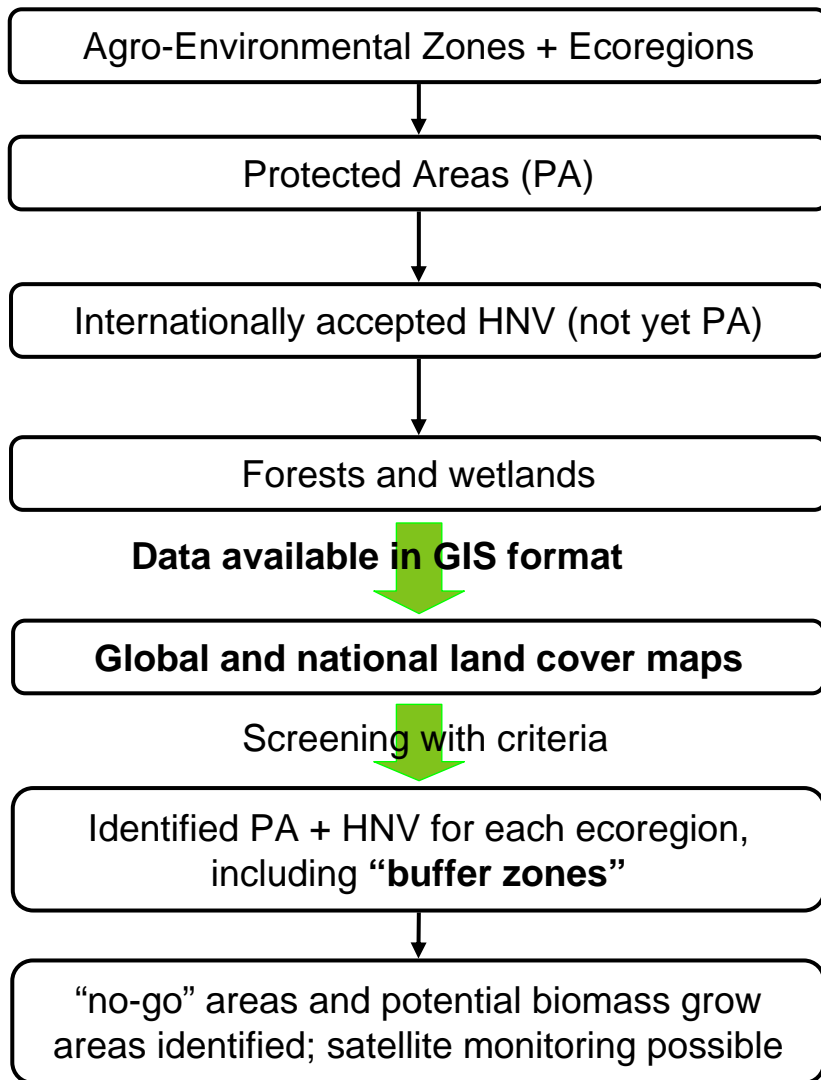 Agro-Environmental Zones + Ecoregions
Protected Areas (PA)
Internationally accepted HNV (not yet PA)
Forests and wetlands
Data available in GIS format
Global and national land cover maps
Screening with criteria
Identified PA + HNV for each ecoregion,
including “buffer zones”
“no-go” areas and potential biomass grow
areas identified; satellite monitoring possible